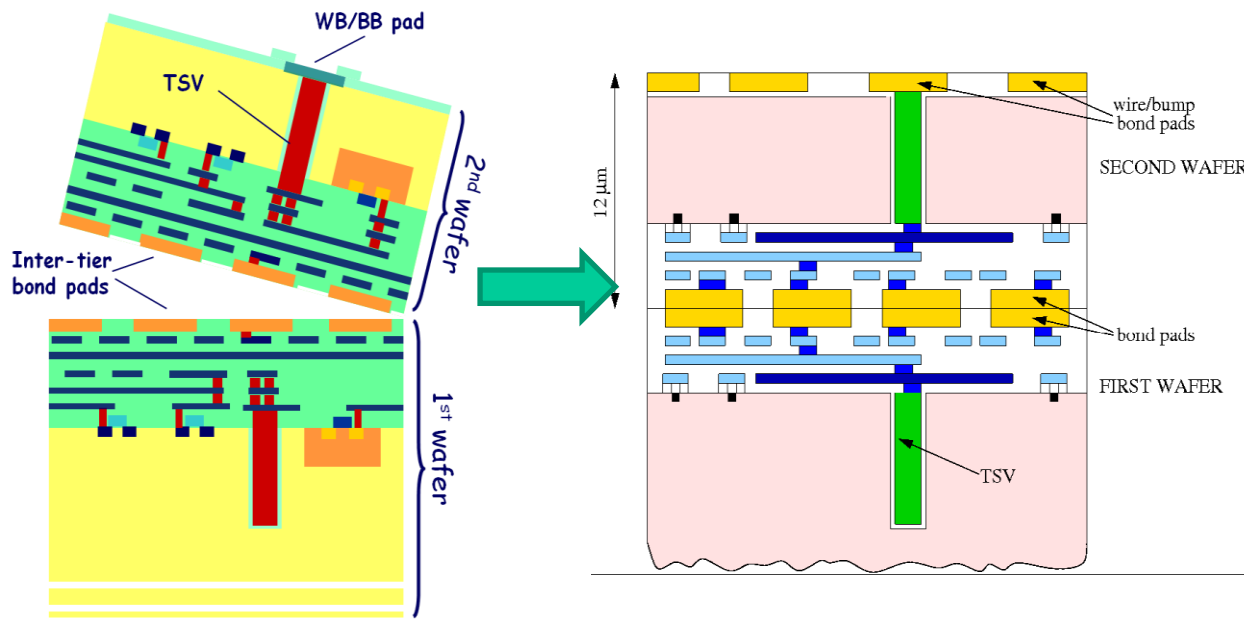 WB/BB pad
TSV
2nd wafer
Inter-tier
bond pads
1st wafer
12 µm
wire/bump
bond pads
SECOND WAFER
bond pads
FIRST WAFER
TSV